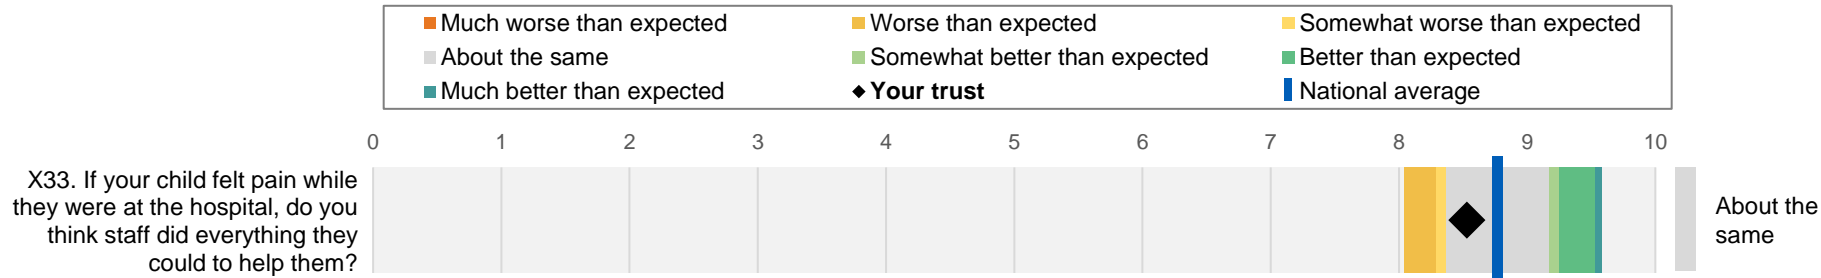 Much worse than expected
Worse than expected
Somewhat worse than expected
About the same
Somewhat better than expected
Better than expected
Much better than expected
Your trust
National average
0 1 2 3 4 5 6 7 8 9 10
X33. If your child felt pain while
they were at the hospital, do you
think staff did everything they
could to help them?
About the
same